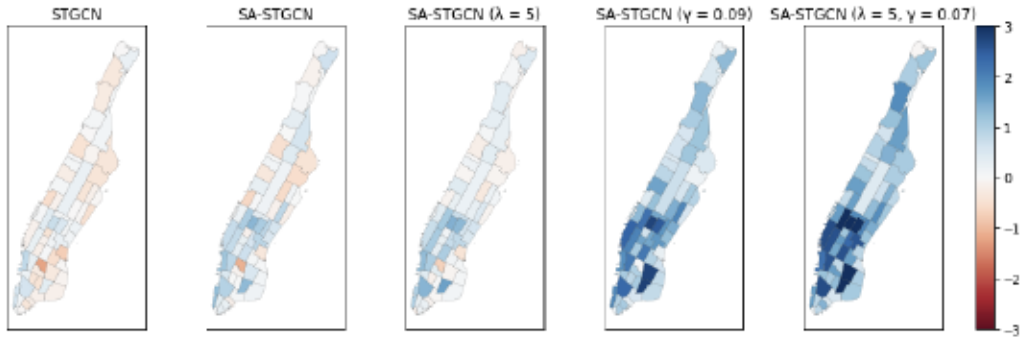 STGCN
SA-STGCN
SA-STGCN (λ = 5)
SA-STGCN (γ = 0.09)
SA-STGCN (λ = 5, γ = 0.07)
3
2
1
0
−1
−2
−3